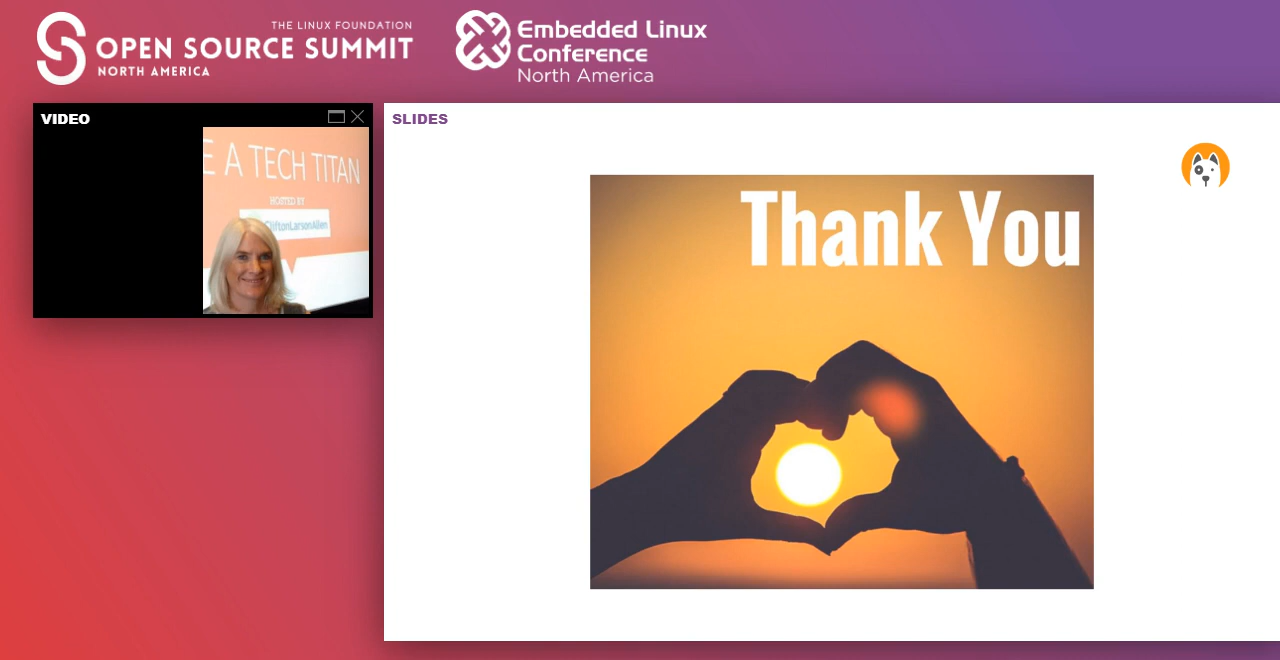 THE LINUX FOUNDATION
OPEN SOURCE SUMMIT
NORTH AMERICA
Embedded Linux
Conference
North America
VIDEO
E A TECH TITAN
HOSTED BY
CliftonLarsonAllen
SLIDES
Thank You